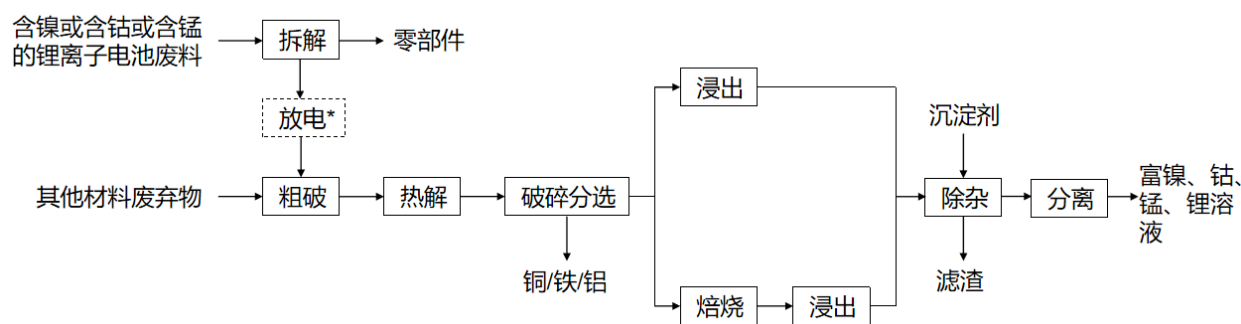 含镍或含钴或含锰
的锂离子电池废料
拆解
零部件
放电*
其他材料废弃物
粗破
热解
破碎分选
铜/铁/铝
浸出
焙烧
浸出
沉淀剂
除杂
滤渣
分离
富镍、钴、
锰、锂溶
液